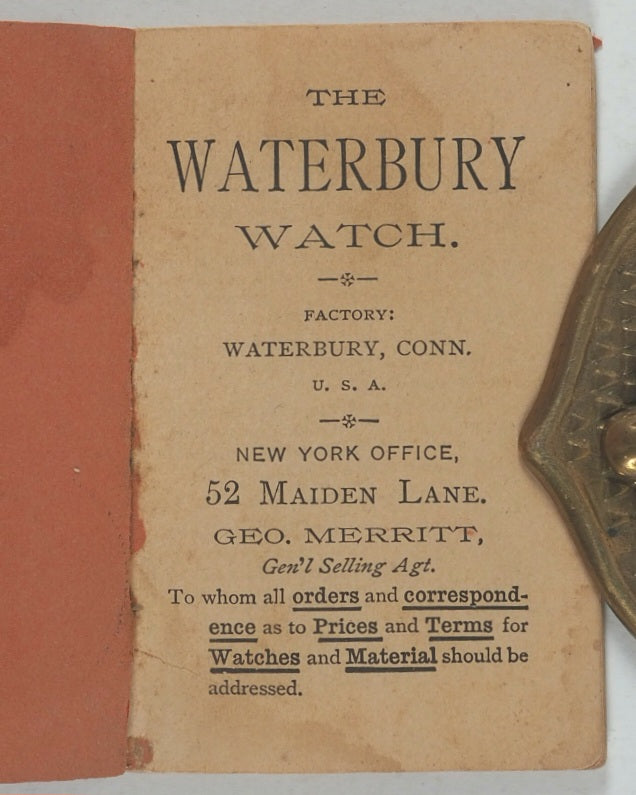 THE
WATERBURY
WATCH.
FACTORY:
WATERBURY, CONN.
U. S. A.
NEW YORK OFFICE,
52 MAIDEN LANE.
GEO. MERRITT,
Gen'l Selling Agt.
To whom all orders and correspond-
ence as to Prices and Terms for
Watches and Material should be
addressed.